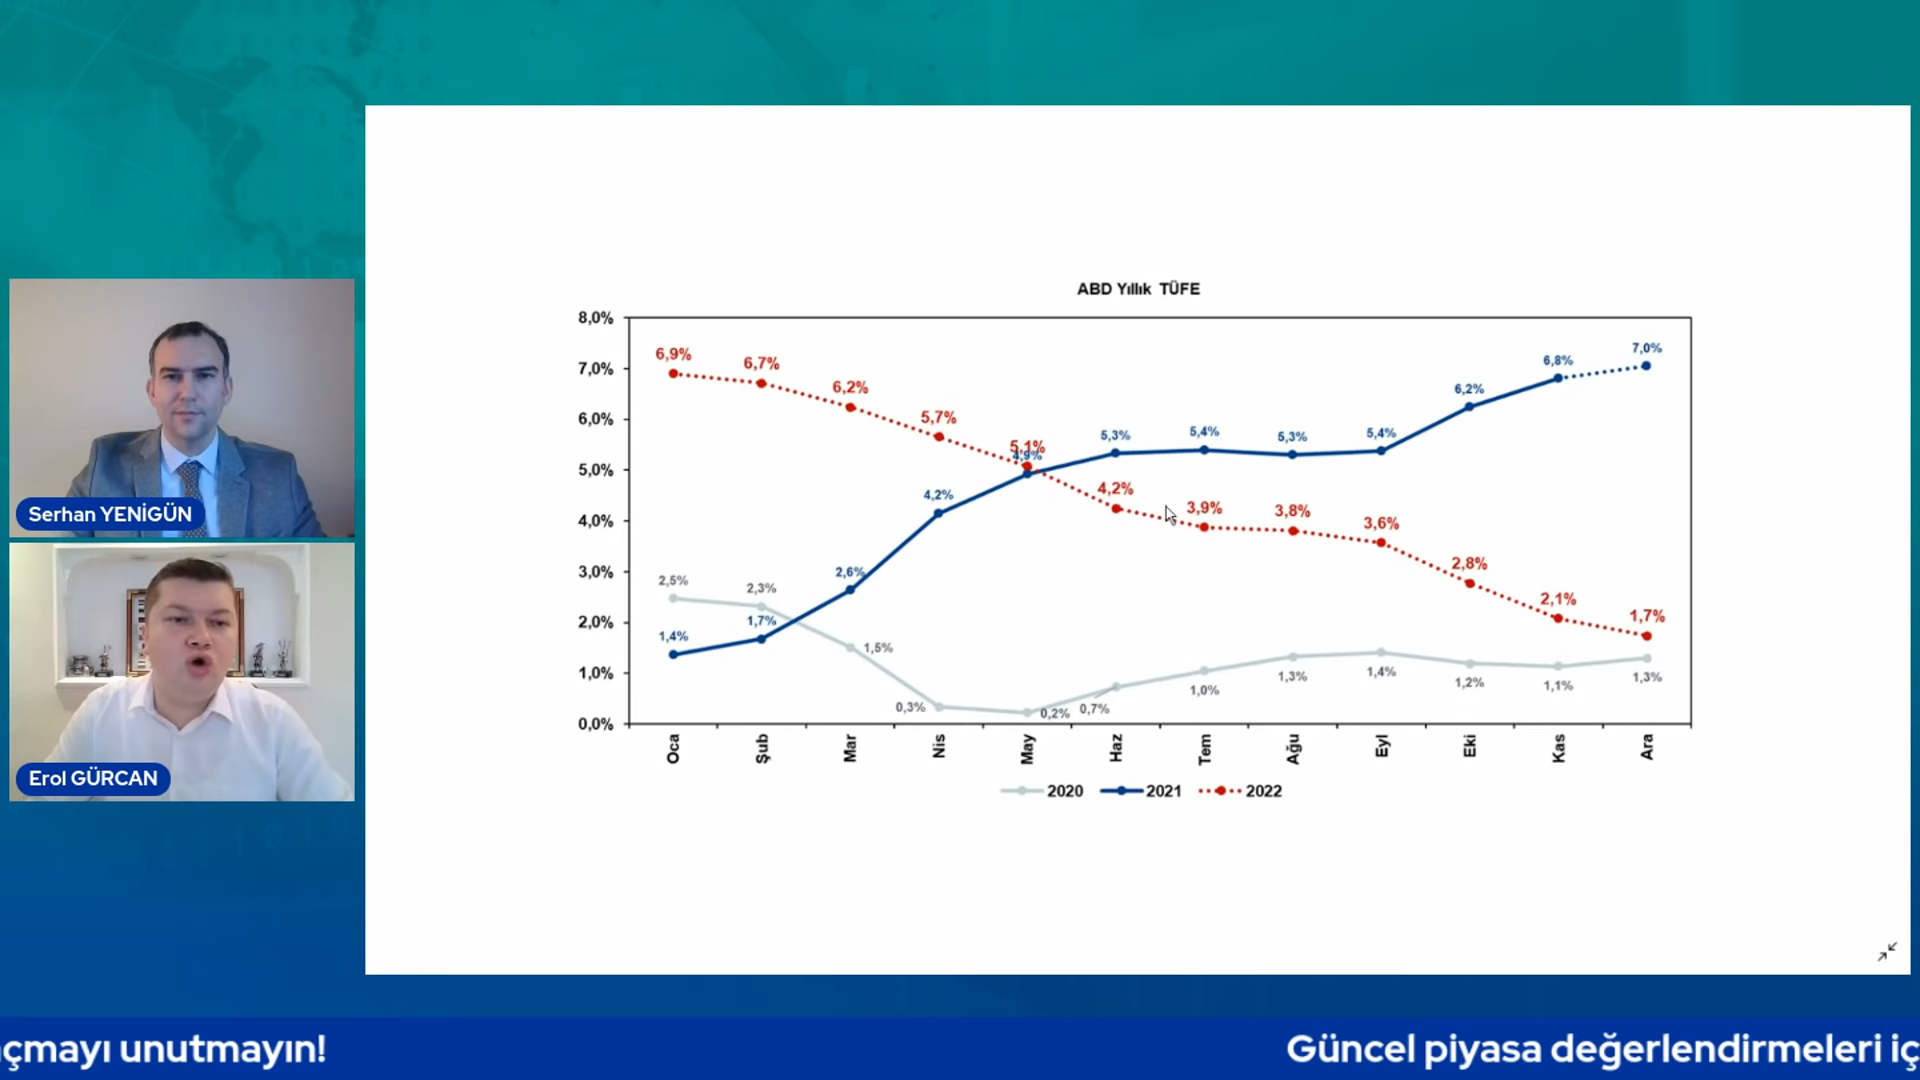 Serhan YENİGÜN
Erol GÜRCAN
ABD Yıllık TÜFE
8,0%
7,0%
6,0%
5,0%
4,0%
3,0%
2,0%
1,0%
0,0%
6,9%
6,7%
6,2%
5,7%
5,1%
4,2%
3,9%
3,8%
3,6%
2,8%
2,1%
1,7%
1,4%
1,7%
2,6%
4,2%
4,9%
5,3%
5,4%
5,3%
5,4%
6,2%
6,8%
7,0%
2,5%
2,3%
1,5%
0,3%
0,2%
0,7%
1,0%
1,3%
1,4%
1,2%
1,1%
1,3%
Oca
Şub
Mar
Nis
May
Haz
Tem
Ağu
Eyl
Eki
Kas
Ara
2020
2021
2022
çmayı unutmayın!
Güncel piyasa değerlendirmeleri iç